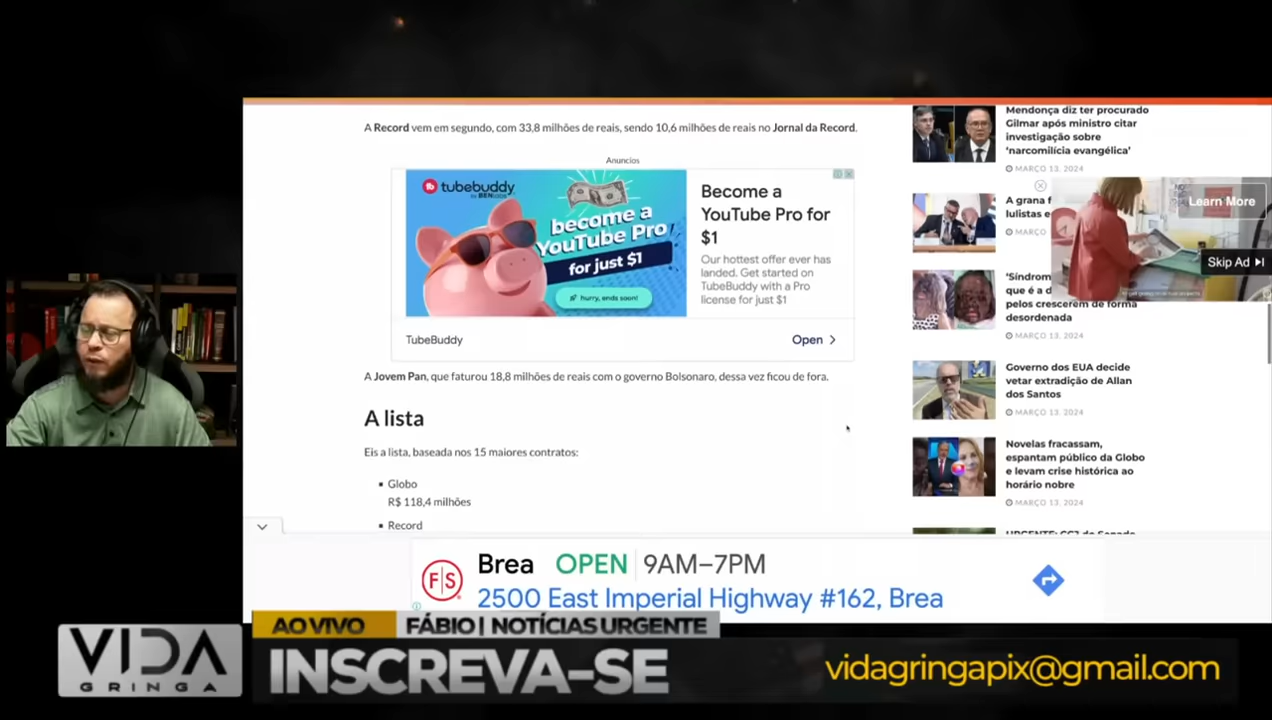 A Record vem em segundo, com 33,8 milhões de reais, sendo 10,6 milhões de reais no Jornal da Record.
Anuncios
tubebuddy
become a
YouTube Pro
for just $1
hurry, ends soon!
Become a
YouTube Pro for
$1
Our hottest offer ever has
landed. Get started on
TubeBuddy with a Pro
license for just $1
TubeBuddy
Open
A Jovem Pan, que faturou 18,8 milhões de reais com o governo Bolsonaro, dessa vez ficou de fora.
A lista
Eis a lista, baseada nos 15 maiores contratos:
Globo
R$ 118,4 milhões
Record
Mendonça diz ter procurado
Gilmar após ministro citar
investigação sobre
‘narcomilícia evangélica’
MARÇO 13, 2024
A grana f
lulistas e
MARÇO
Learn More
Skip Ad
‘Síndrom
que é a d
pelos crescerem de forma
desordenada
MARÇO 13, 2024
Governo dos EUA decide
vetar extradição de Allan
dos Santos
MARÇO 13, 2024
Novelas fracassam,
espantam público da Globo
e levam crise histórica ao
horário nobre
MARÇO 13, 2024
F|S
Brea OPEN 9AM–7PM
2500 East Imperial Highway #162, Brea
AO VIVO FÁBIO | NOTÍCIAS URGENTE
VIDA
GRINGA
INSCREVA-SE
vidagringapix@gmail.com